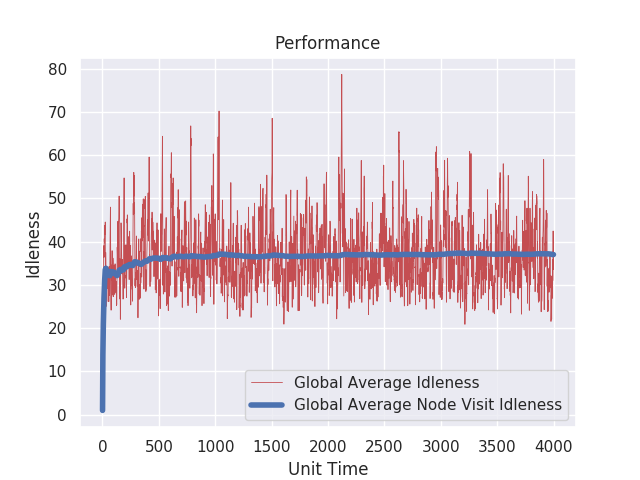 Performance
80
70
60
50
40
30
20
10
0
Idleness
Global Average Idleness
Global Average Node Visit Idleness
0 500 1000 1500 2000 2500 3000 3500 4000
Unit Time